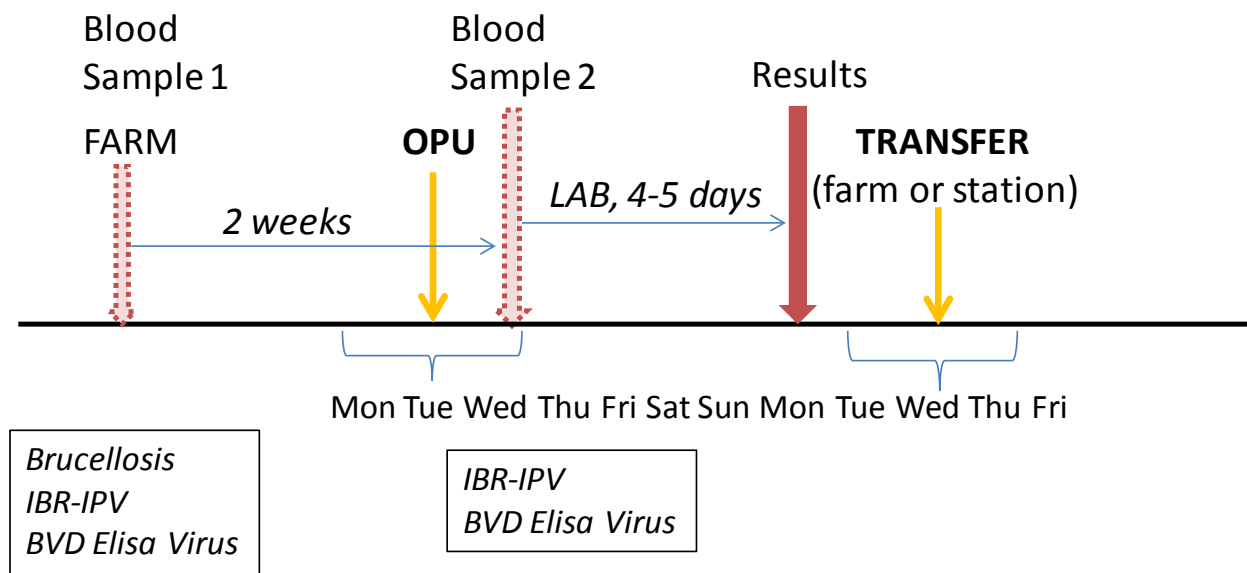 Blood
Sample 1
FARM
Blood
Sample 2
Results
OPU
TRANSFER
(farm or station)
2 weeks
LAB, 4-5 days
Mon Tue Wed Thu Fri Sat Sun Mon Tue Wed Thu Fri
Brucellosis
IBR-IPV
BVD Elisa Virus
IBR-IPV
BVD Elisa Virus